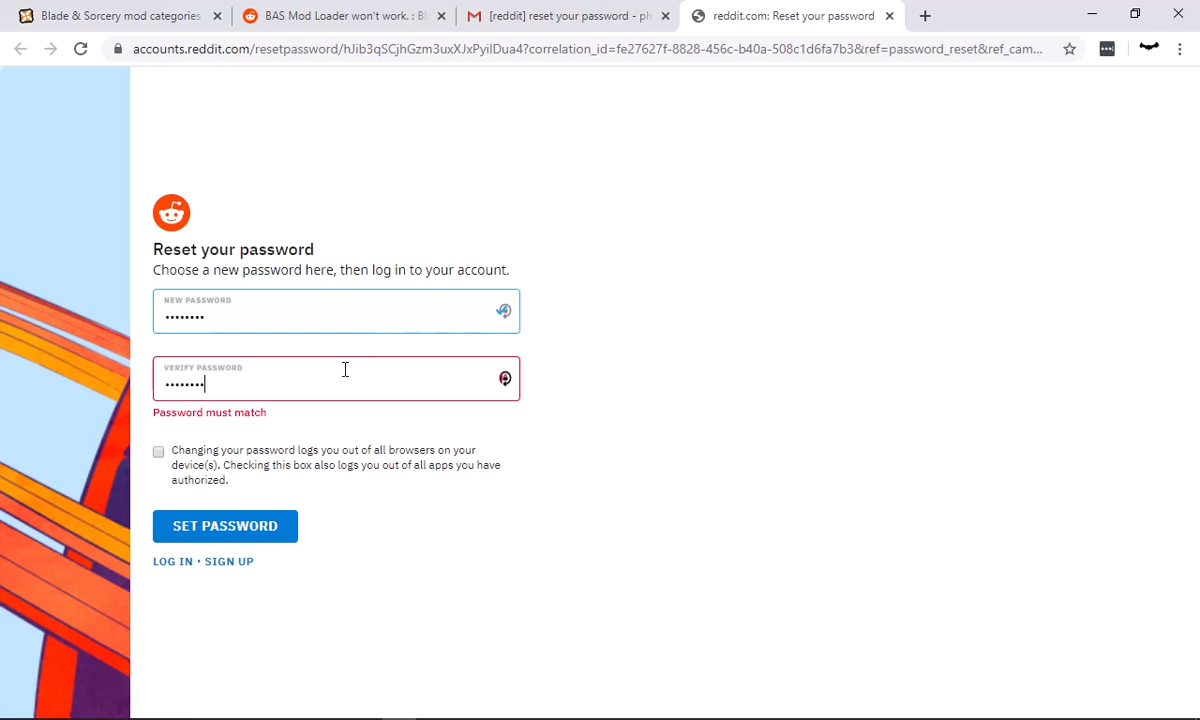 Blade & Sorcery mod categories
BAS Mod Loader won't work. : Bl
[reddit] reset your password - ph
reddit.com: Reset your password
accounts.reddit.com/resetpassword/hJib3qSCjhGzm3uxXJxPyiIDua4?correlation_id=fe27627f-8828-456c-b40a-508c1d6fa7b3&ref=password_reset&ref_cam...
Reset your password
Choose a new password here, then log in to your account.
NEW PASSWORD
••••••••
VERIFY PASSWORD
••••••••
Password must match
Changing your password logs you out of all browsers on your
device(s). Checking this box also logs you out of all apps you have
authorized.
SET PASSWORD
LOG IN • SIGN UP